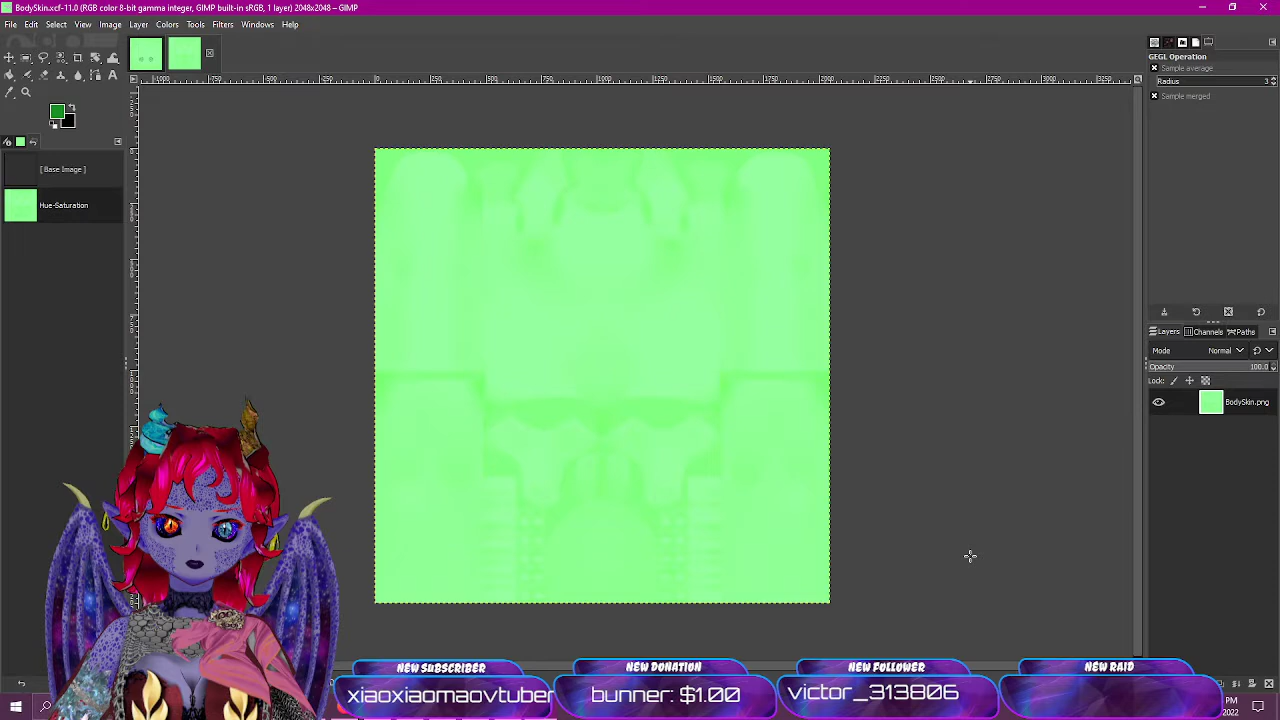 BodySkin.xcf-11.0 (RGB color 8-bit gamma integer, GIMP built-in sRGB, 1 layer) 2048x2048 – GIMP
File Edit Select View Image Layer Colors Tools Filters Windows Help
GEGL Operation
Sample average
Radius 3
Sample merged
[ Base Image ]
Hue-Saturation
Layers Channels Paths
Mode Normal
Opacity 100.0
Lock:
BodySkin.png
NEW SUBSCRIBER
xiaoxiaomaovtuber
NEW DONATION
bunner: $1.00
NEW FOLLOWER
victor_313806
NEW RAID
PM